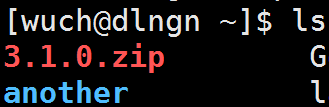 [wuch@dlngn ~]$ ls
3.1.0.zip G
another l